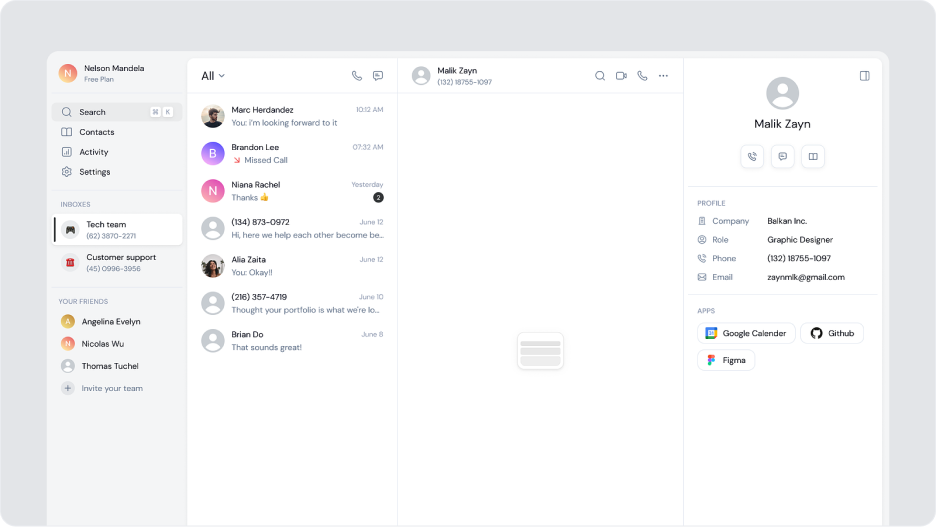 Nelson Mandela
Free Plan
Search ⌘ K
Contacts
Activity
Settings
INBOXES
Tech team
(62) 3870-2271
Customer support
(45) 0996-3956
YOUR FRIENDS
Angelina Evelyn
Nicolas Wu
Thomas Tuchel
Invite your team
All
Marc Herdandez 10:12 AM
You: i'm looking forward to it
B
Brandon Lee 07:32 AM
Missed Call
N
Niana Rachel Yesterday
Thanks 👍 2
(134) 873-0972 June 12
Hi, here we help each other become be...
Alia Zaita June 12
You: Okay!!
(216) 357-4719 June 10
Thought your portfolio is what we're lo...
Brian Do June 8
That sounds great!
Malik Zayn
(132) 18755-1097
Malik Zayn
PROFILE
Company Balkan Inc.
Role Graphic Designer
Phone (132) 18755-1097
Email zaynmlk@gmail.com
APPS
Google Calender
Github
Figma